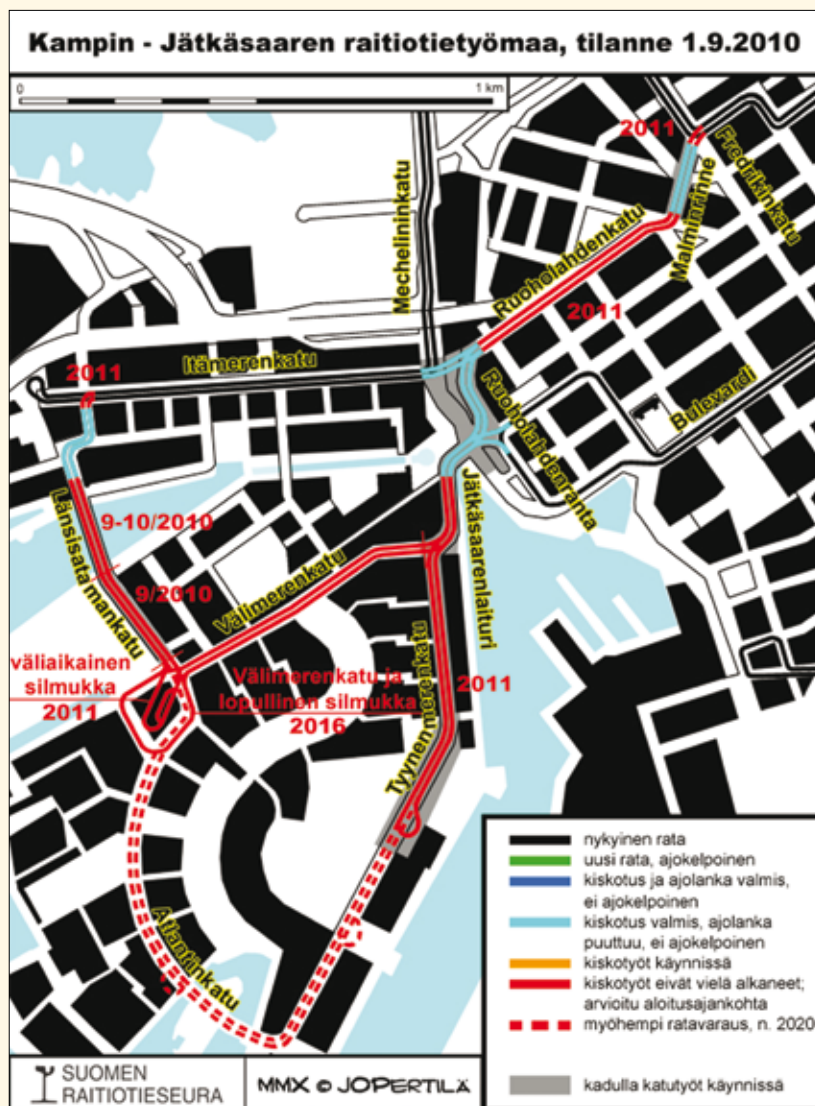 Kampin - Jätkäsaaren raitiotietyömaa, tilanne 1.9.2010
0
1 km
2011
Fredrikinkatu
Malminrinne
Mechelininkatu
Ruoholahdenkatu
2011
Itämerenkatu
2011
Ruoholahdenranta
Bulevardi
Länsisatamankatu
9-10/2010
9/2010
Välimerenkatu
Jätkäsaarenlaituri
väliaikainen
silmukka
2011
Välimerenkatu ja
lopullinen silmukka
2016
Tyynenmerenkatu
2011
Atlantinkatu
nykyinen rata
uusi rata, ajokelpoinen
kiskotus ja ajolanka valmis,
ei ajokelpoinen
kiskotus valmis, ajolanka
puuttuu, ei ajokelpoinen
kiskotyöt käynnissä
kiskotyöt eivät vielä alkaneet;
arvioitu aloitusajankohta
myöhempi ratavaraus, n. 2020
kadulla katutyöt käynnissä
SUOMEN
RAITIOTIESEURA
MMX © JOPERTILÄ